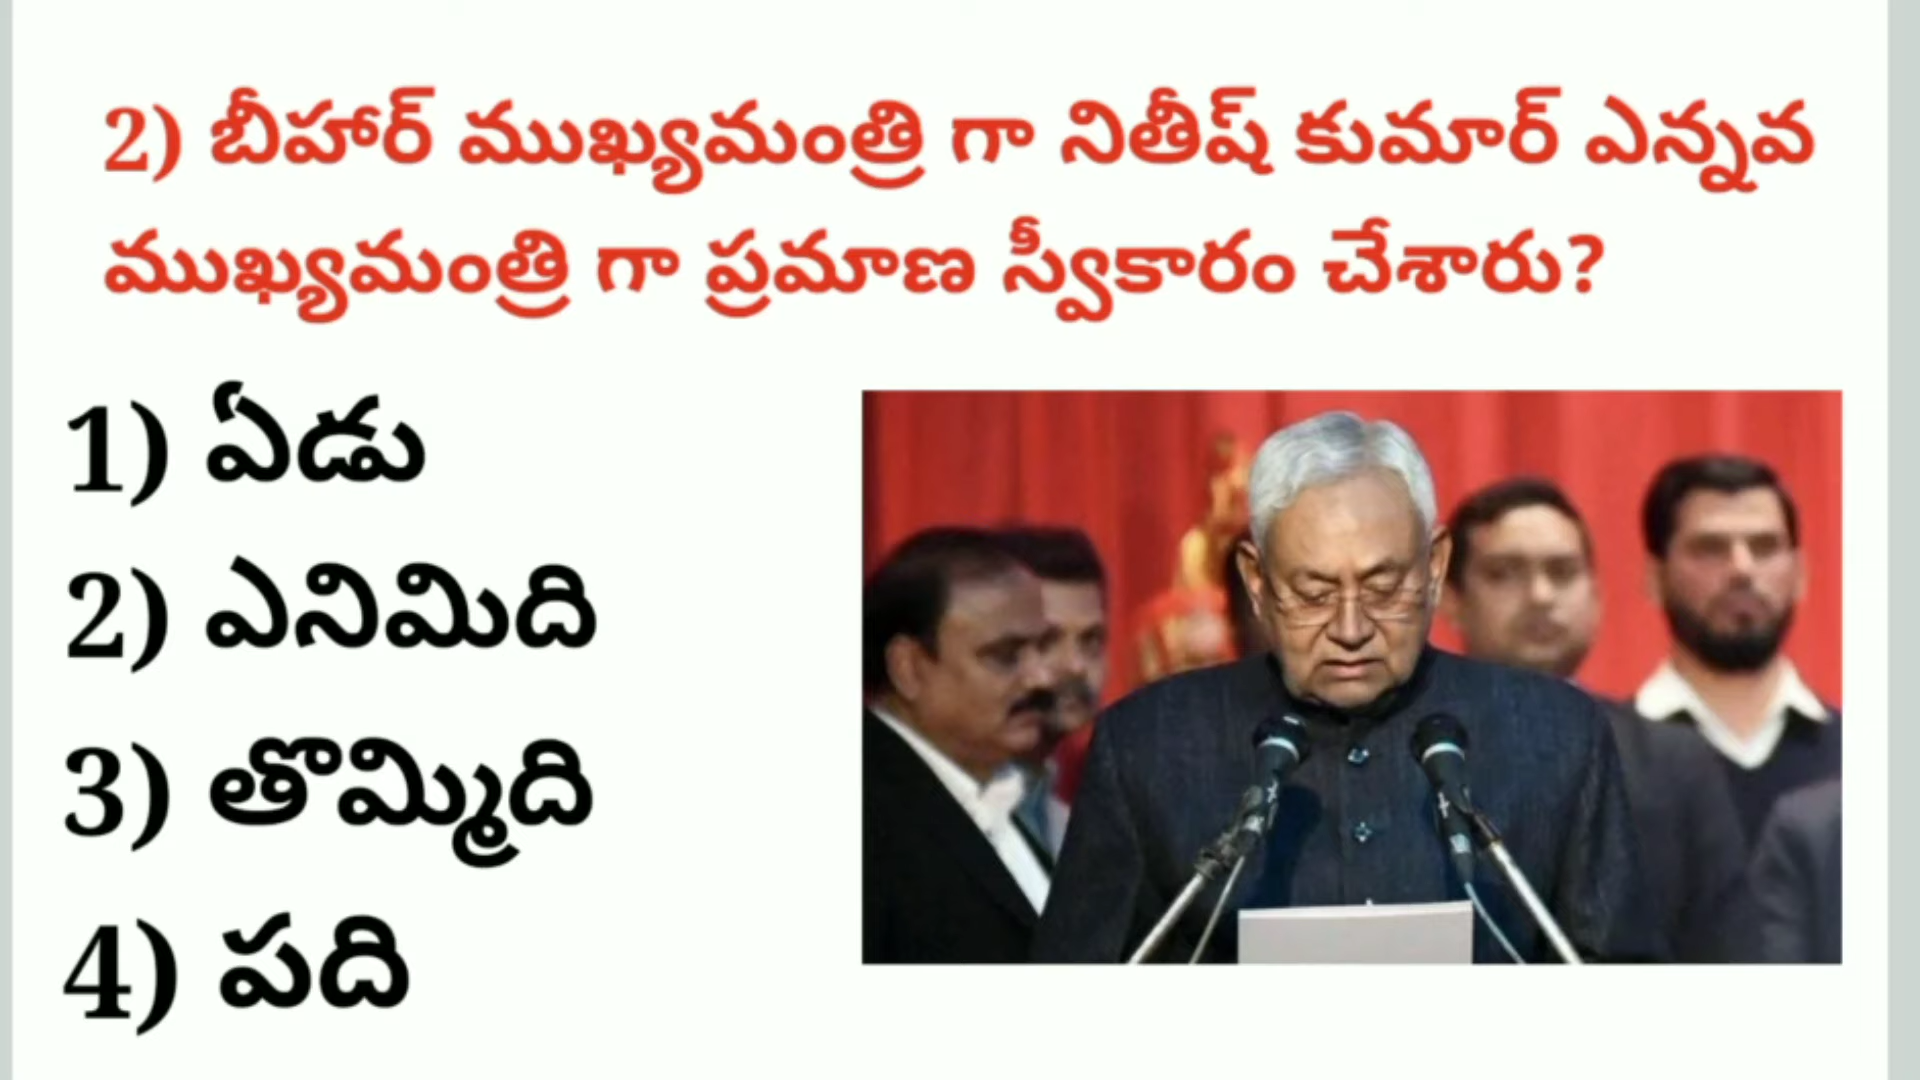 2) బీహార్ ముఖ్యమంత్రి గా నితీష్ కుమార్ ఎన్నవ
ముఖ్యమంత్రి గా ప్రమాణ స్వీకారం చేశారు?
1) ఏడు
2) ఎనిమిది
3) తొమ్మిది
4) పది